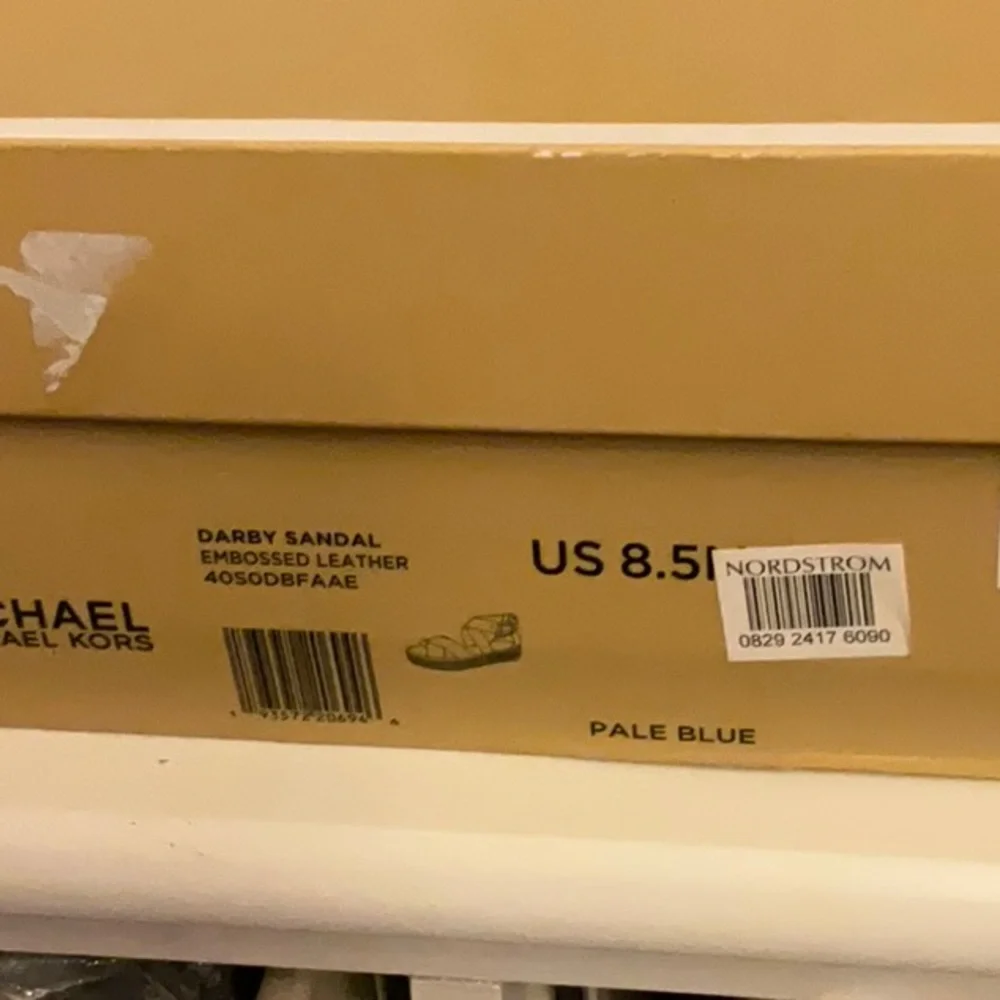 DARBY SANDAL
EMBOSSED LEATHER
40S0DBFAAE
CHAEL
AEL KORS
US 8.5
NORDSTROM
0829 2417 6090
PALE BLUE